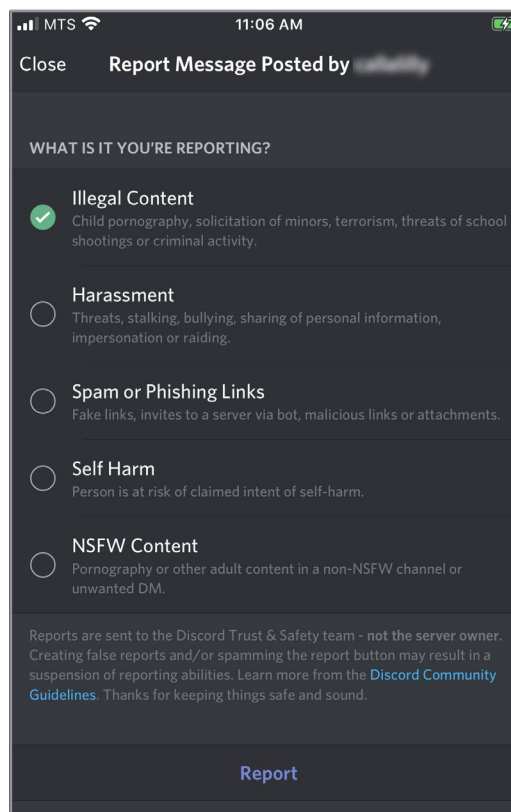 MTS 11:06 AM
Close Report Message Posted by
WHAT IS IT YOU'RE REPORTING?
Illegal Content
Child pornography, solicitation of minors, terrorism, threats of school
shootings or criminal activity.
Harassment
Threats, stalking, bullying, sharing of personal information,
impersonation or raiding.
Spam or Phishing Links
Fake links, invites to a server via bot, malicious links or attachments.
Self Harm
Person is at risk of claimed intent of self-harm.
NSFW Content
Pornography or other adult content in a non-NSFW channel or
unwanted DM.
Reports are sent to the Discord Trust & Safety team - not the server owner.
Creating false reports and/or spamming the report button may result in a
suspension of reporting abilities. Learn more from the Discord Community
Guidelines. Thanks for keeping things safe and sound.
Report